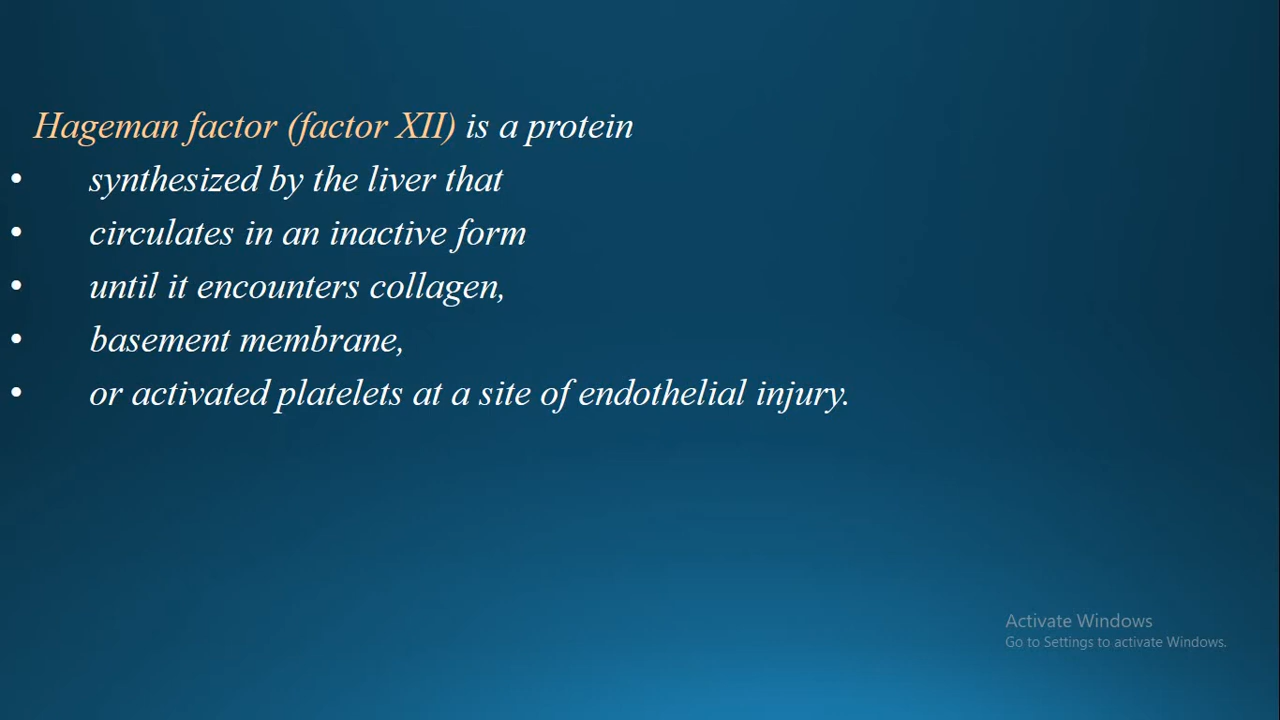 Hageman factor (factor XII) is a protein
• synthesized by the liver that
• circulates in an inactive form
• until it encounters collagen,
• basement membrane,
• or activated platelets at a site of endothelial injury.
Activate Windows
Go to Settings to activate Windows.